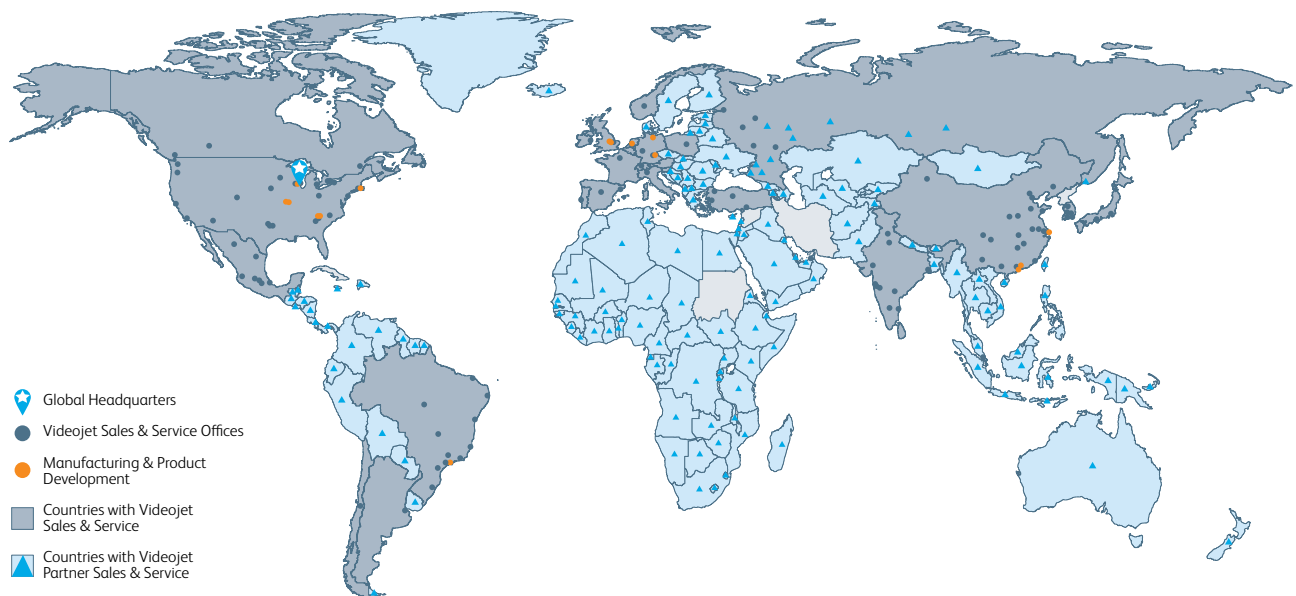 Global Headquarters
Videojet Sales & Service Offices
Manufacturing & Product
Development
Countries with Videojet
Sales & Service
Countries with Videojet
Partner Sales & Service